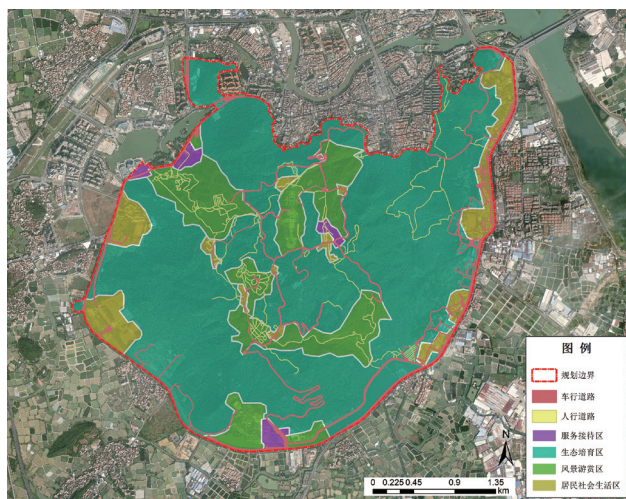 图 例
规划边界
车行道路
人行道路
服务接待区
生态培育区
风景游赏区
居民社会生活区
N
0 0.225 0.45 0.9 1.35
km